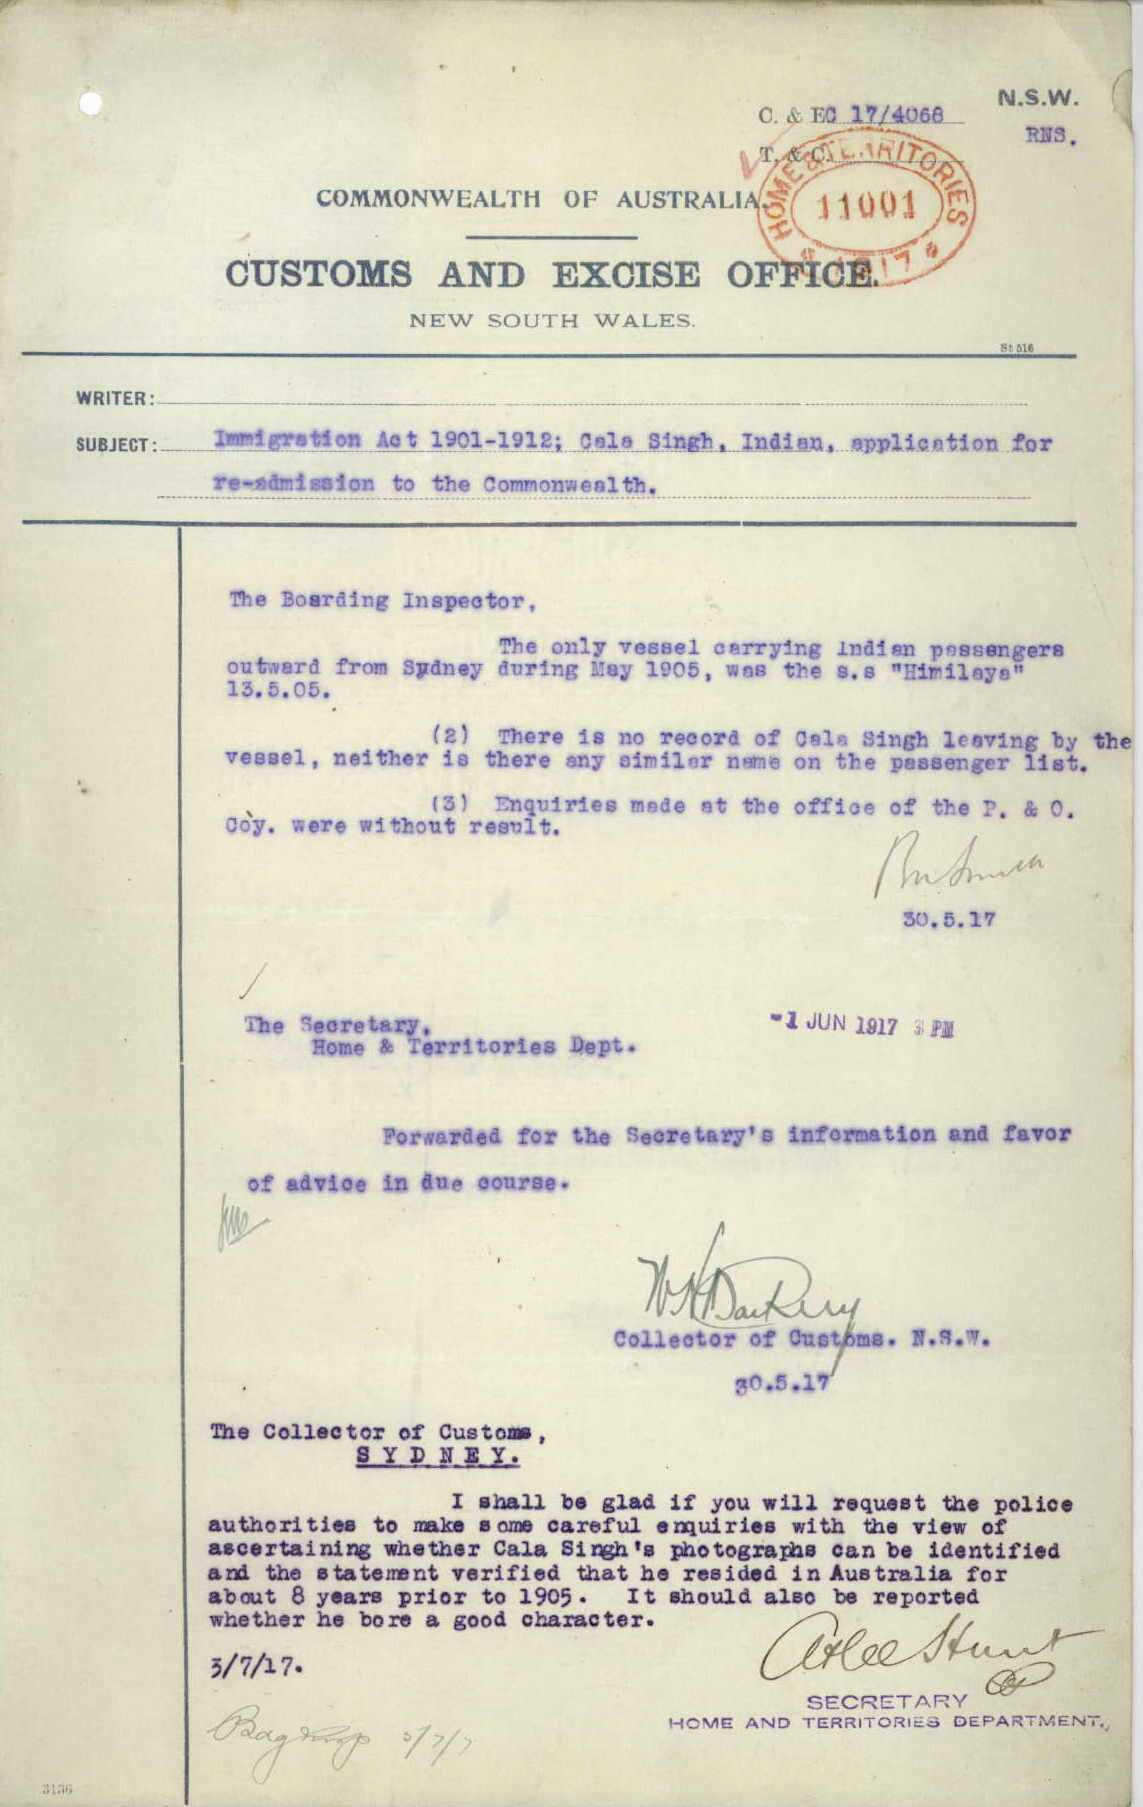 N.S.W.
C. & E C 17/4068
RNS.
T. & C.
HOME & TERRITORIES
11001
COMMONWEALTH OF AUSTRALIA.
CUSTOMS AND EXCISE OFFICE.
NEW SOUTH WALES.
St 516
WRITER:
SUBJECT: Immigration Act 1901-1912; Cala Singh, Indian, application for
re-admission to the Commonwealth.
The Boarding Inspector,
The only vessel carrying Indian passengers
outward from Sydney during May 1905, was the s.s "Himilaya"
13.5.05.
(2) There is no record of Cala Singh leaving by the
vessel, neither is there any similar name on the passenger list.
(3) Enquiries made at the office of the P. & O.
Coy. were without result.
30.5.17
The Secretary,
-1 JUN 1917 3 PM
Home & Territories Dept.
Forwarded for the Secretary's information and favor
of advice in due course.
Collector of Customs. N.S.W.
30.5.17
The Collector of Customs,
SYDNEY.
I shall be glad if you will request the police
authorities to make some careful enquiries with the view of
ascertaining whether Cala Singh's photographs can be identified
and the statement verified that he resided in Australia for
about 8 years prior to 1905. It should also be reported
whether he bore a good character.
Atlee Hunt
3/7/17.
SECRETARY
HOME AND TERRITORIES DEPARTMENT.
3/7/7
3136